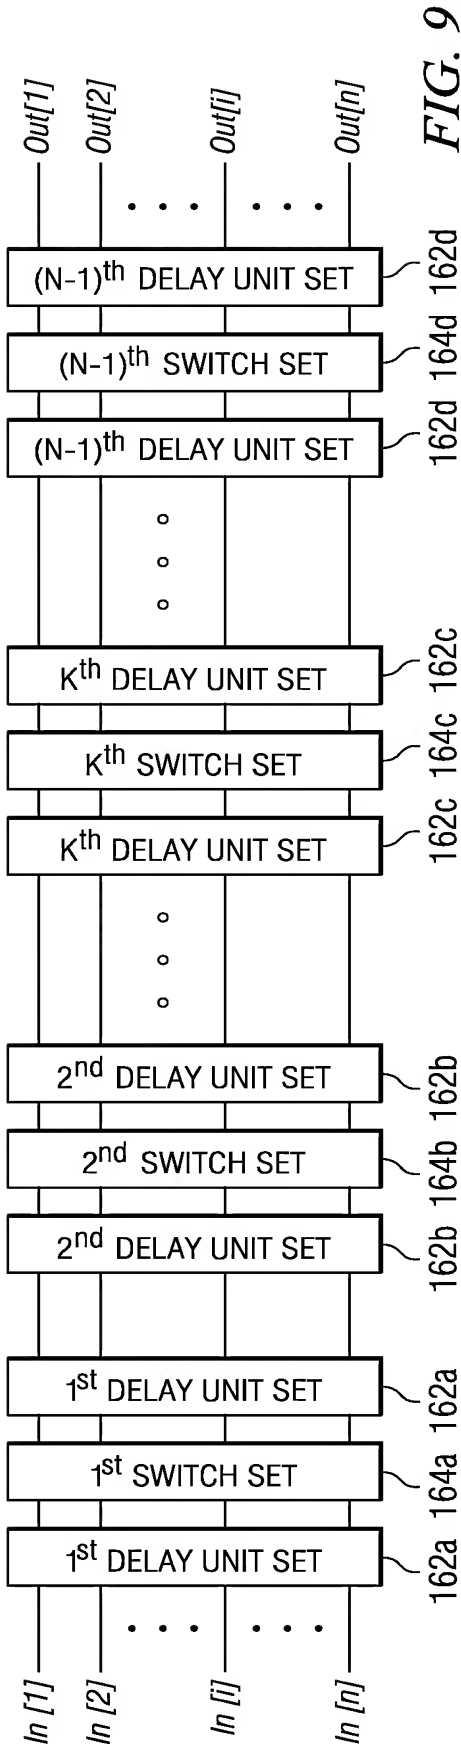 FIG. 9
Out[1]
Out[2]
Out[i]
Out[n]
(N-1)th DELAY UNIT SET
162d
(N-1)th SWITCH SET
164d
(N-1)th DELAY UNIT SET
162d
Kth DELAY UNIT SET
162c
Kth SWITCH SET
164c
Kth DELAY UNIT SET
162c
2nd DELAY UNIT SET
162b
2nd SWITCH SET
164b
2nd DELAY UNIT SET
162b
1st DELAY UNIT SET
162a
1st SWITCH SET
164a
1st DELAY UNIT SET
162a
In [1]
In [2]
In [i]
In [n]